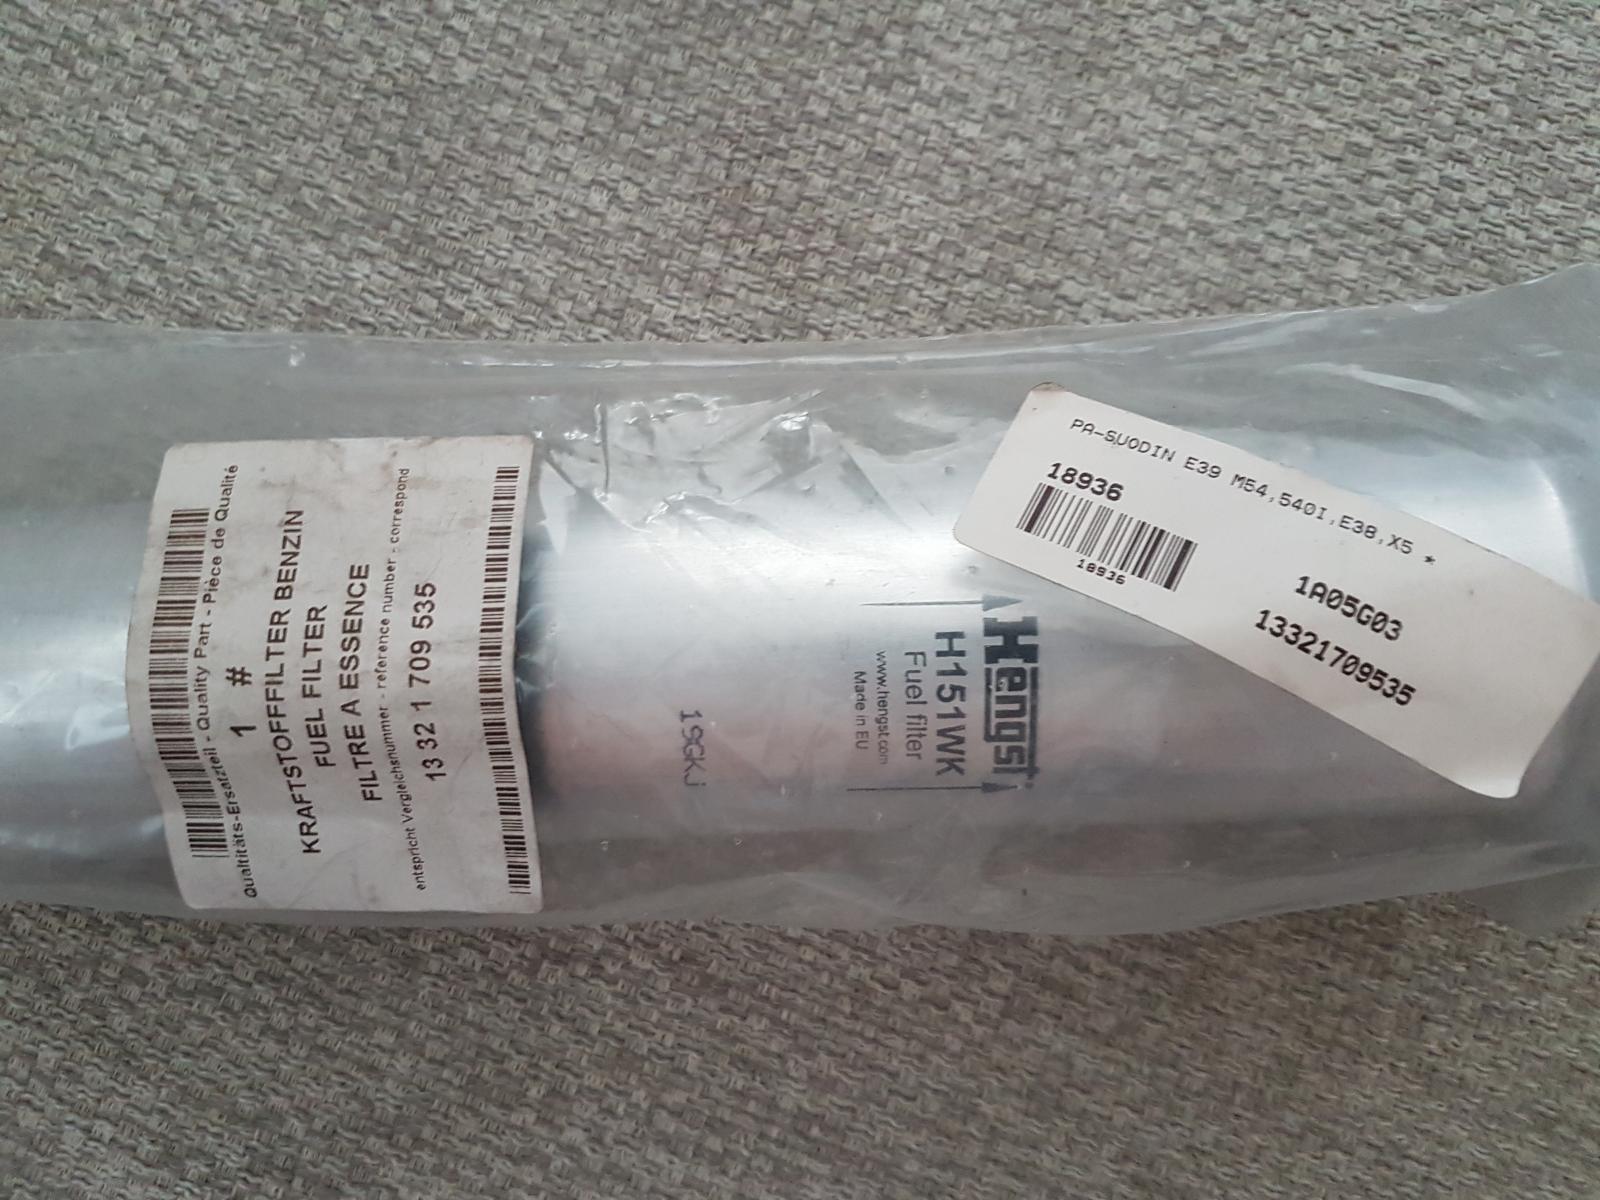 Qualtitäts-Ersatzteil - Quality Part - Pièce de Qualité
1 #
KRAFTSTOFFFILTER BENZIN
FUEL FILTER
FILTRE A ESSENCE
entspricht Vergleichsnummer - reference number - correspond
13 32 1 709 535
19GKJ
Hengst
H151WK
Fuel filter
www.hengst.com
Made in EU
PA-SUODIN E39 M54,540I,E38,X5 *
18936
18936
1A05G03
13321709535